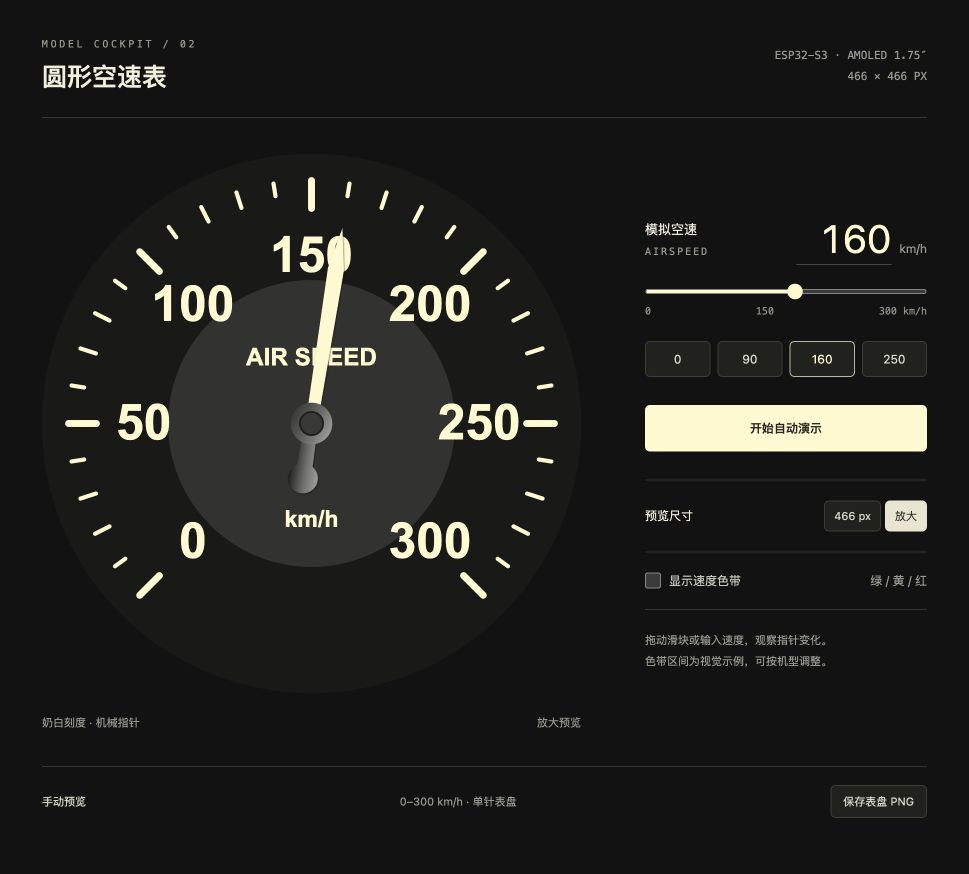 MODEL COCKPIT / 02
圆形空速表
ESP32-S3 · AMOLED 1.75″
466 × 466 PX
150
100
200
AIR SPEED
50
250
km/h
0
300
模拟空速
AIRSPEED
160 km/h
0 150 300 km/h
0 90 160 250
开始自动演示
预览尺寸 466 px 放大
显示速度色带 绿 / 黄 / 红
拖动滑块或输入速度，观察指针变化。
色带区间为视觉示例，可按机型调整。
奶白刻度 · 机械指针 放大预览
手动预览 0–300 km/h · 单针表盘 保存表盘 PNG